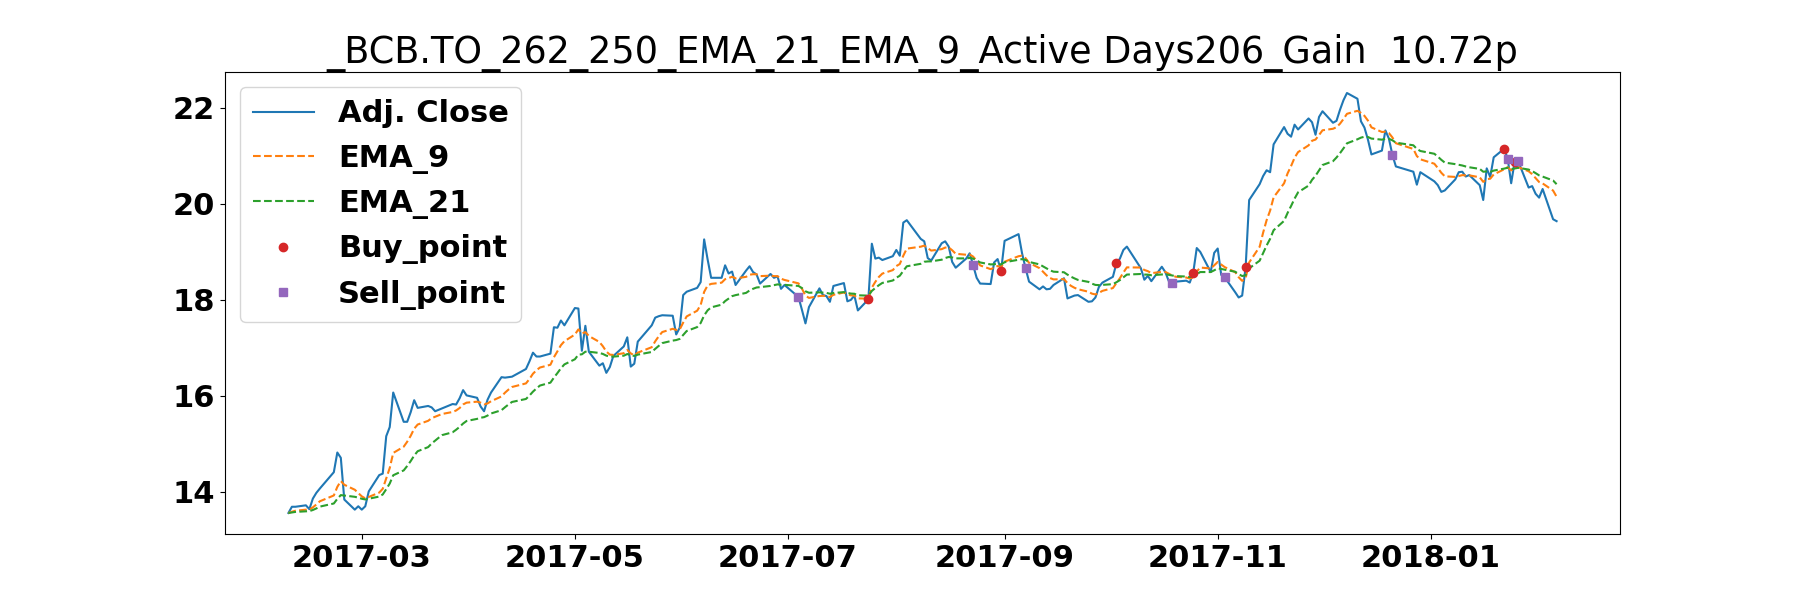 _BCB.TO_262_250_EMA_21_EMA_9_Active Days206_Gain  10.72p
Adj. Close
EMA_9
EMA_21
Buy_point
Sell_point
22
20
18
16
14
2017-03 2017-05 2017-07 2017-09 2017-11 2018-01